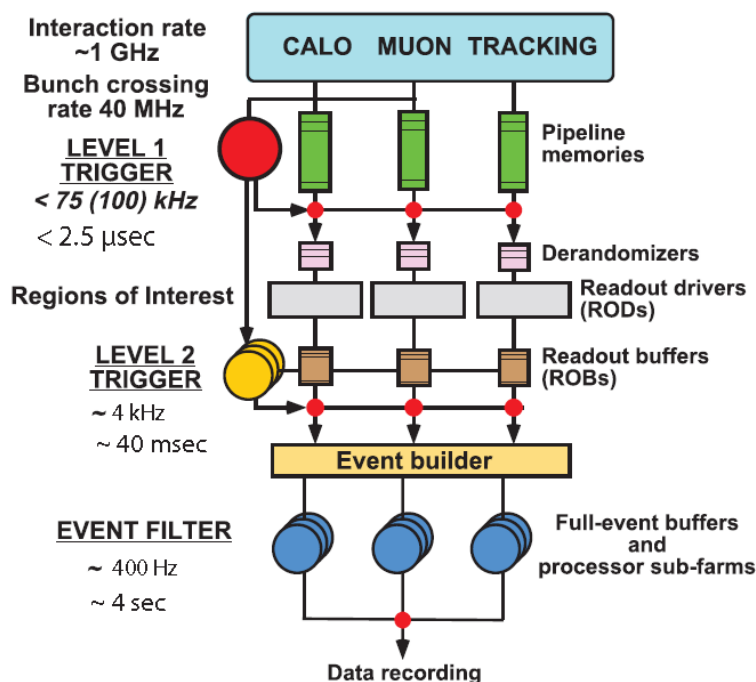 Interaction rate
~1 GHz
CALO MUON TRACKING
Bunch crossing
rate 40 MHz
LEVEL 1
TRIGGER
< 75 (100) kHz
< 2.5 μsec
Pipeline
memories
Derandomizers
Regions of Interest
Readout drivers
(RODs)
LEVEL 2
TRIGGER
~ 4 kHz
~ 40 msec
Readout buffers
(ROBs)
Event builder
EVENT FILTER
~ 400 Hz
~ 4 sec
Full-event buffers
and
processor sub-farms
Data recording